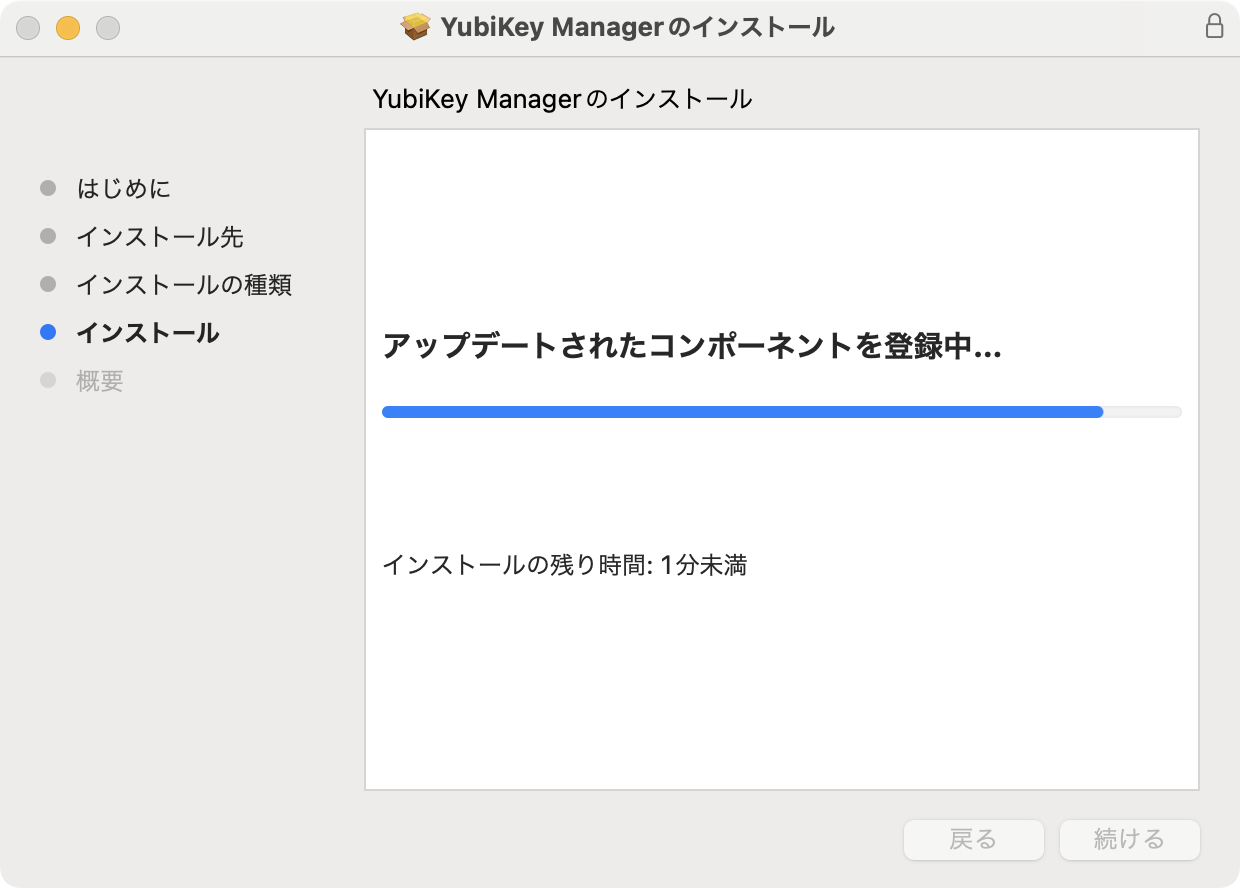 YubiKey Managerのインストール
YubiKey Managerのインストール
はじめに
インストール先
インストールの種類
インストール
概要
アップデートされたコンポーネントを登録中...
インストールの残り時間: 1分未満
戻る
続ける